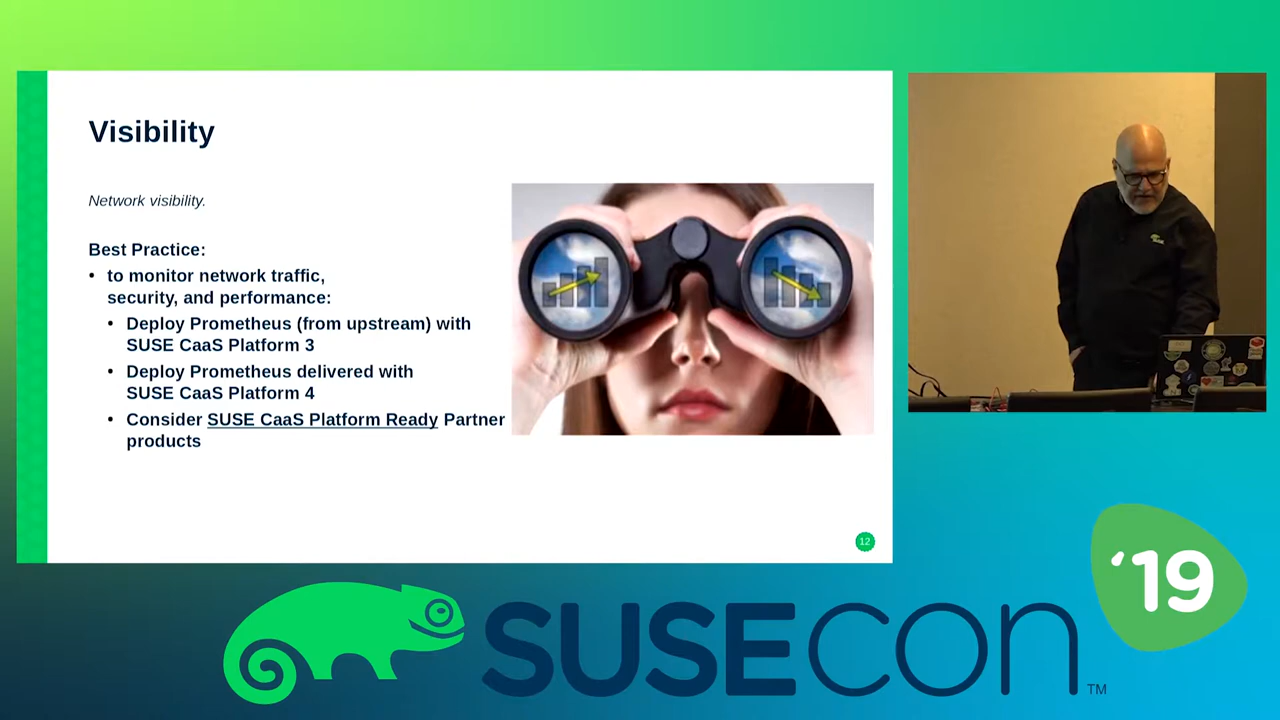 Visibility
Network visibility.
Best Practice:
• to monitor network traffic,
security, and performance:
• Deploy Prometheus (from upstream) with
SUSE CaaS Platform 3
• Deploy Prometheus delivered with
SUSE CaaS Platform 4
• Consider SUSE CaaS Platform Ready Partner
products
12
‘19
SUSECON™